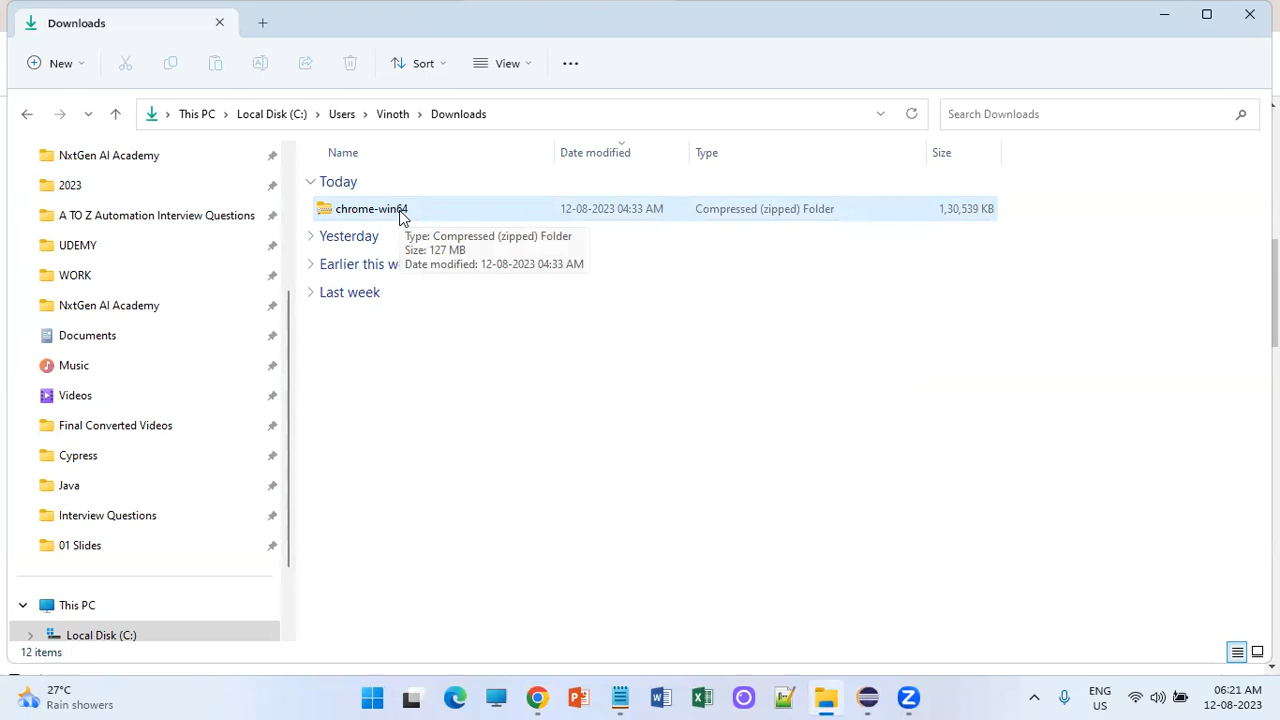 Downloads
New
Sort
View
This PC
Local Disk (C:)
Users
Vinoth
Downloads
Search Downloads
Name
Date modified
Type
Size
NxtGen AI Academy
2023
A TO Z Automation Interview Questions
UDEMY
WORK
NxtGen AI Academy
Documents
Music
Videos
Final Converted Videos
Cypress
Java
Interview Questions
01 Slides
This PC
Local Disk (C:)
Today
chrome-win64 12-08-2023 04:33 AM Compressed (zipped) Folder 1,30,539 KB
Yesterday
Earlier this w
Last week
Type: Compressed (zipped) Folder
Size: 127 MB
Date modified: 12-08-2023 04:33 AM
12 items
27°C
Rain showers
ENG
US
06:21 AM
12-08-2023